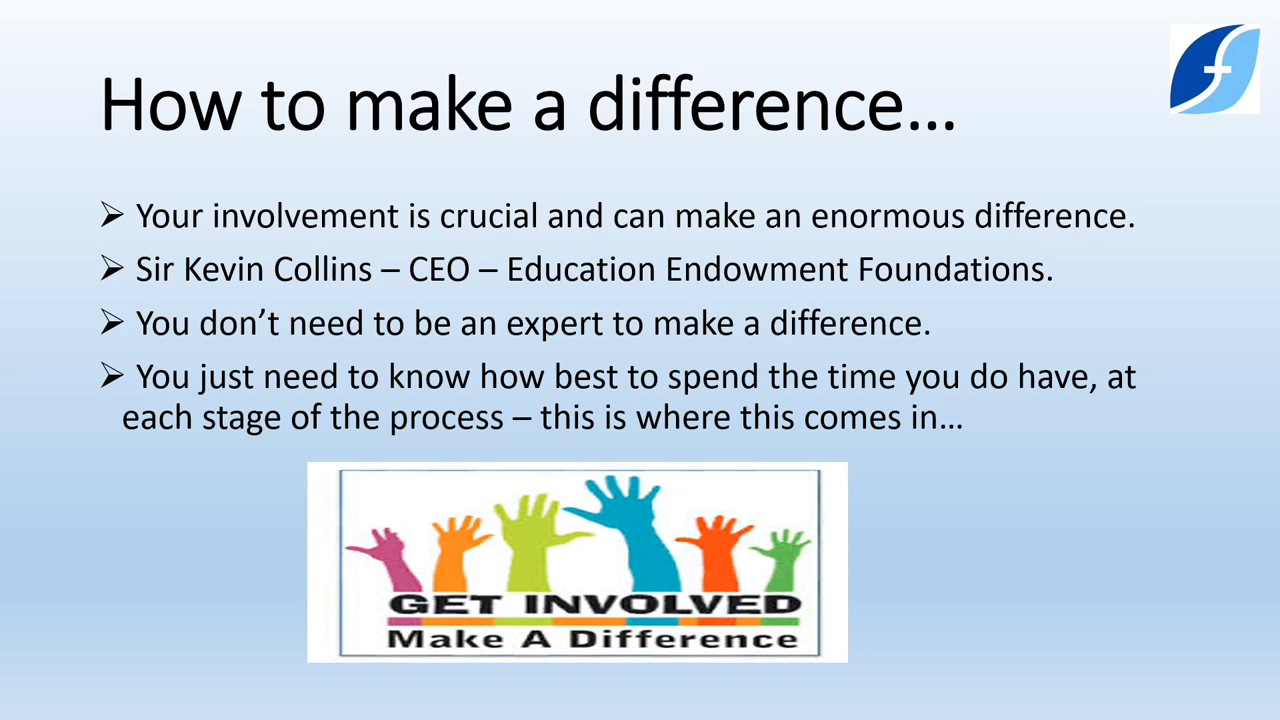 How to make a difference...
➢ Your involvement is crucial and can make an enormous difference.
➢ Sir Kevin Collins – CEO – Education Endowment Foundations.
➢ You don’t need to be an expert to make a difference.
➢ You just need to know how best to spend the time you do have, at
each stage of the process – this is where this comes in...
GET INVOLVED
Make A Difference